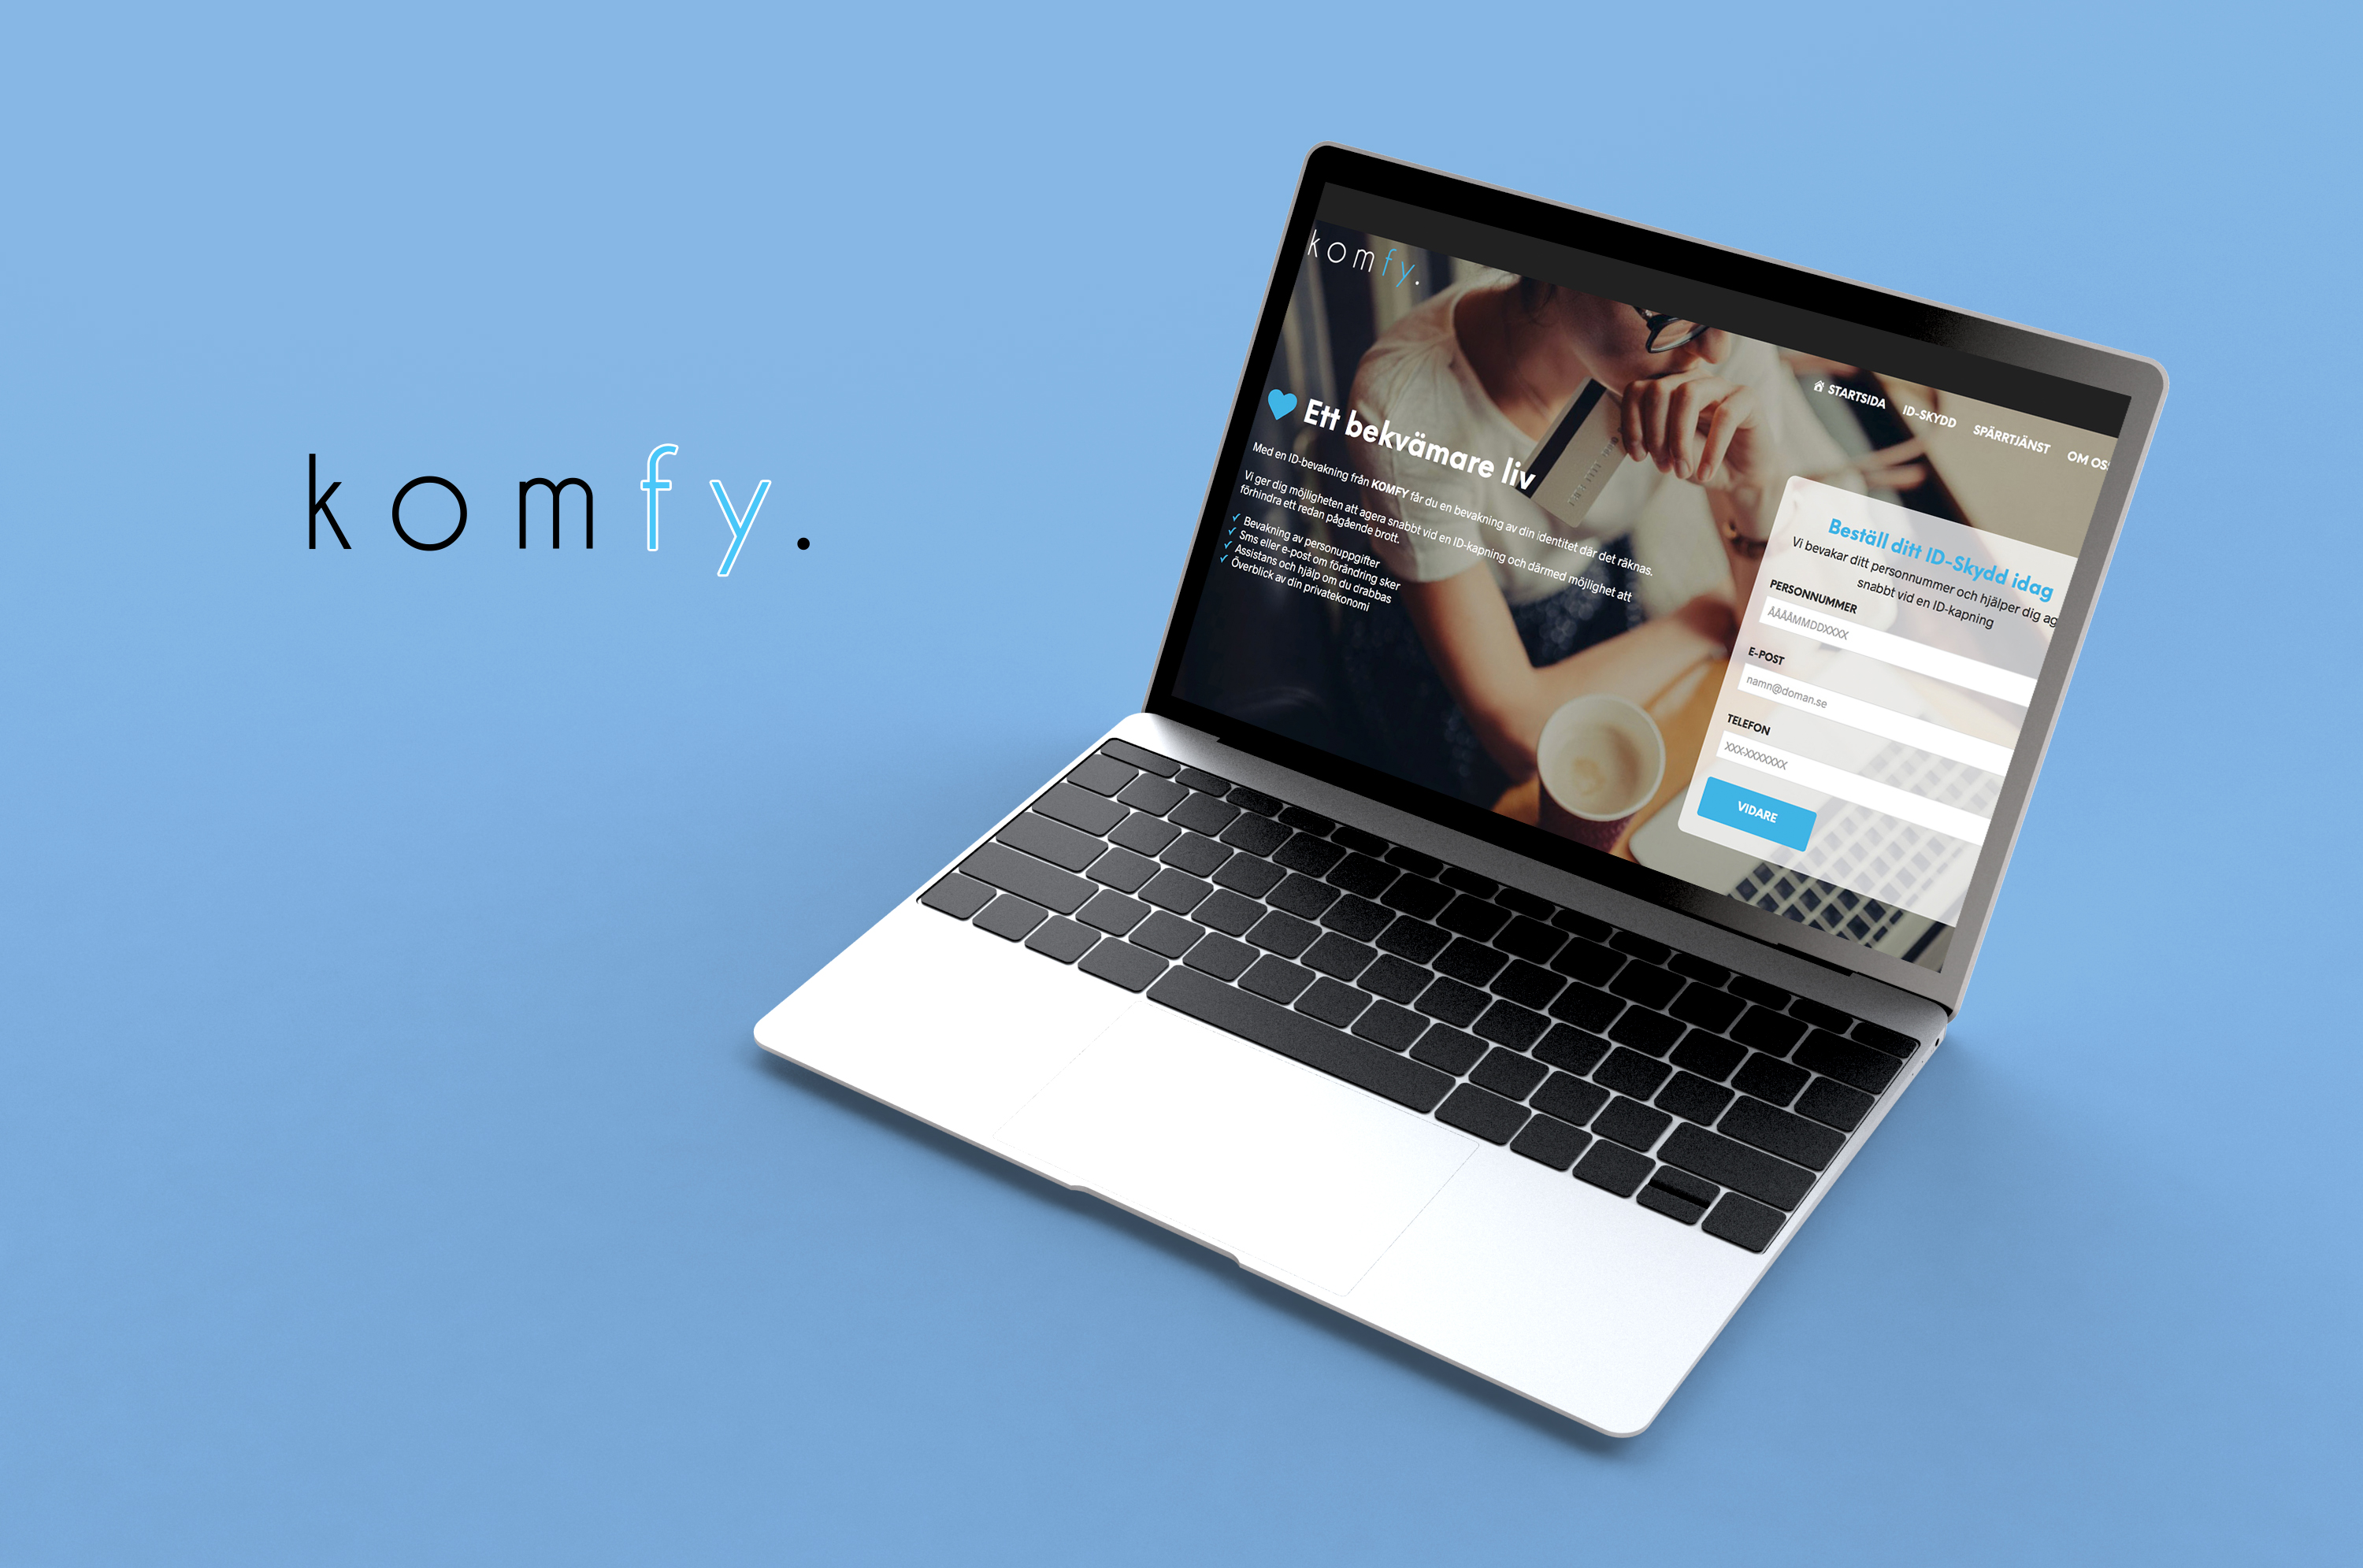 komfy.
komfy.
STARTSIDA ID-SKYDD SPÄRRTJÄNST OM OSS
Ett bekvämare liv
Med en ID-bevakning från KOMFY får du en bevakning av din identitet där det räknas.
Vi ger dig möjligheten att agera snabbt vid en ID-kapning och därmed möjlighet att
förhindra ett redan pågående brott.
Bevakning av personuppgifter
Sms eller e-post om förändring sker
Assistans och hjälp om du drabbas
Överblick av din privatekonomi
Beställ ditt ID-Skydd idag
Vi bevakar ditt personnummer och hjälper dig ag
snabbt vid en ID-kapning
PERSONNUMMER
ÅÅÅÅMMDDXXXX
E-POST
namn@doman.se
TELEFON
XXX-XXXXXXX
VIDARE